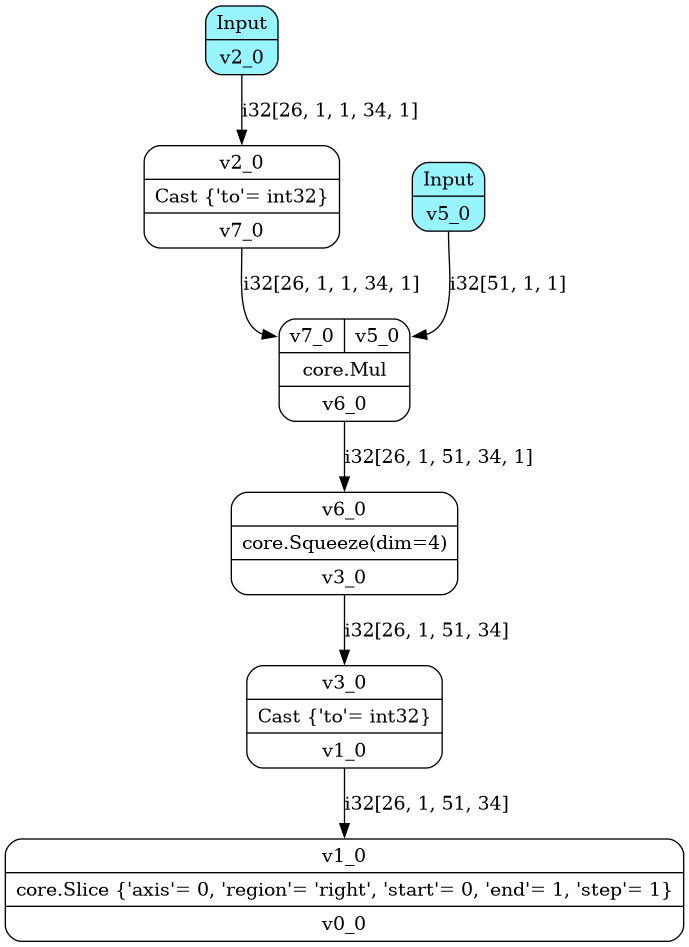 Input
v2_0
i32[26, 1, 1, 34, 1]
v2_0
Cast {'to'= int32}
v7_0
Input
v5_0
i32[26, 1, 1, 34, 1]
i32[51, 1, 1]
v7_0 v5_0
core.Mul
v6_0
i32[26, 1, 51, 34, 1]
v6_0
core.Squeeze(dim=4)
v3_0
i32[26, 1, 51, 34]
v3_0
Cast {'to'= int32}
v1_0
i32[26, 1, 51, 34]
v1_0
core.Slice {'axis'= 0, 'region'= 'right', 'start'= 0, 'end'= 1, 'step'= 1}
v0_0